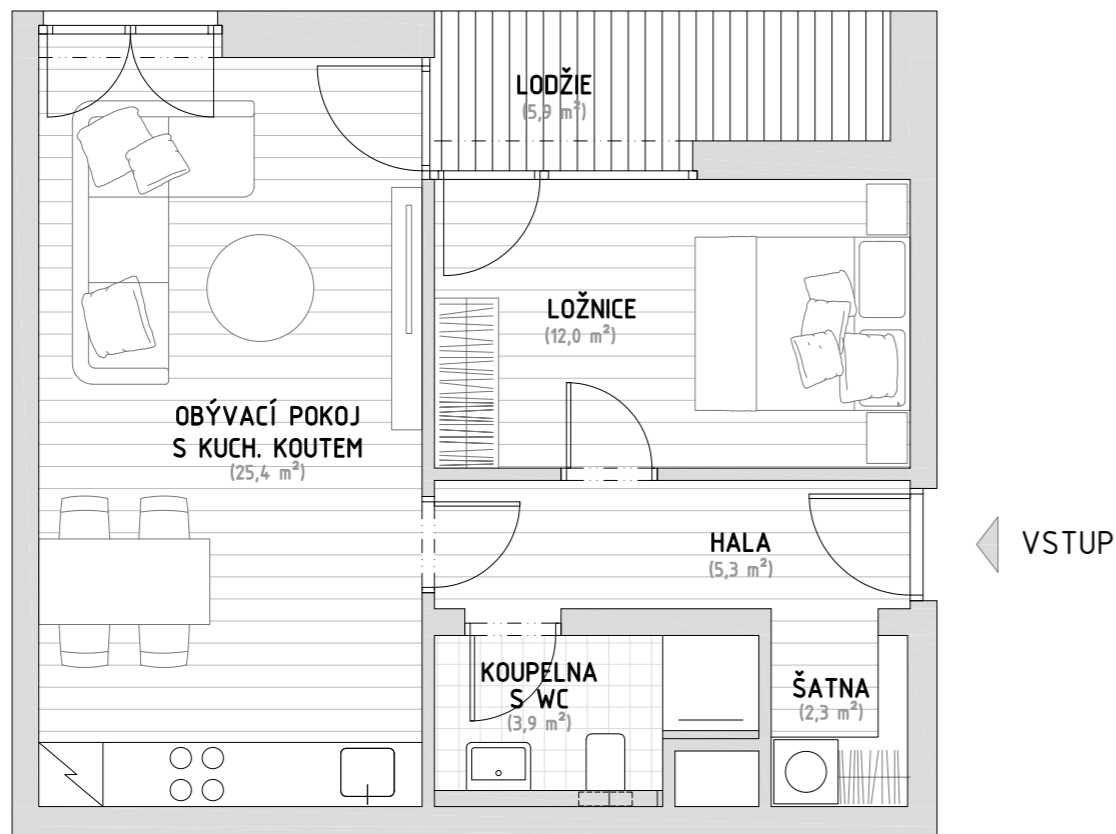 LODŽIE
(5,9 m²)
LOŽNICE
(12,0 m²)
OBÝVACÍ POKOJ
S KUCH. KOUTEM
(25,4 m²)
HALA
(5,3 m²)
VSTUP
KOUPELNA
S WC
(3,9 m²)
ŠATNA
(2,3 m²)